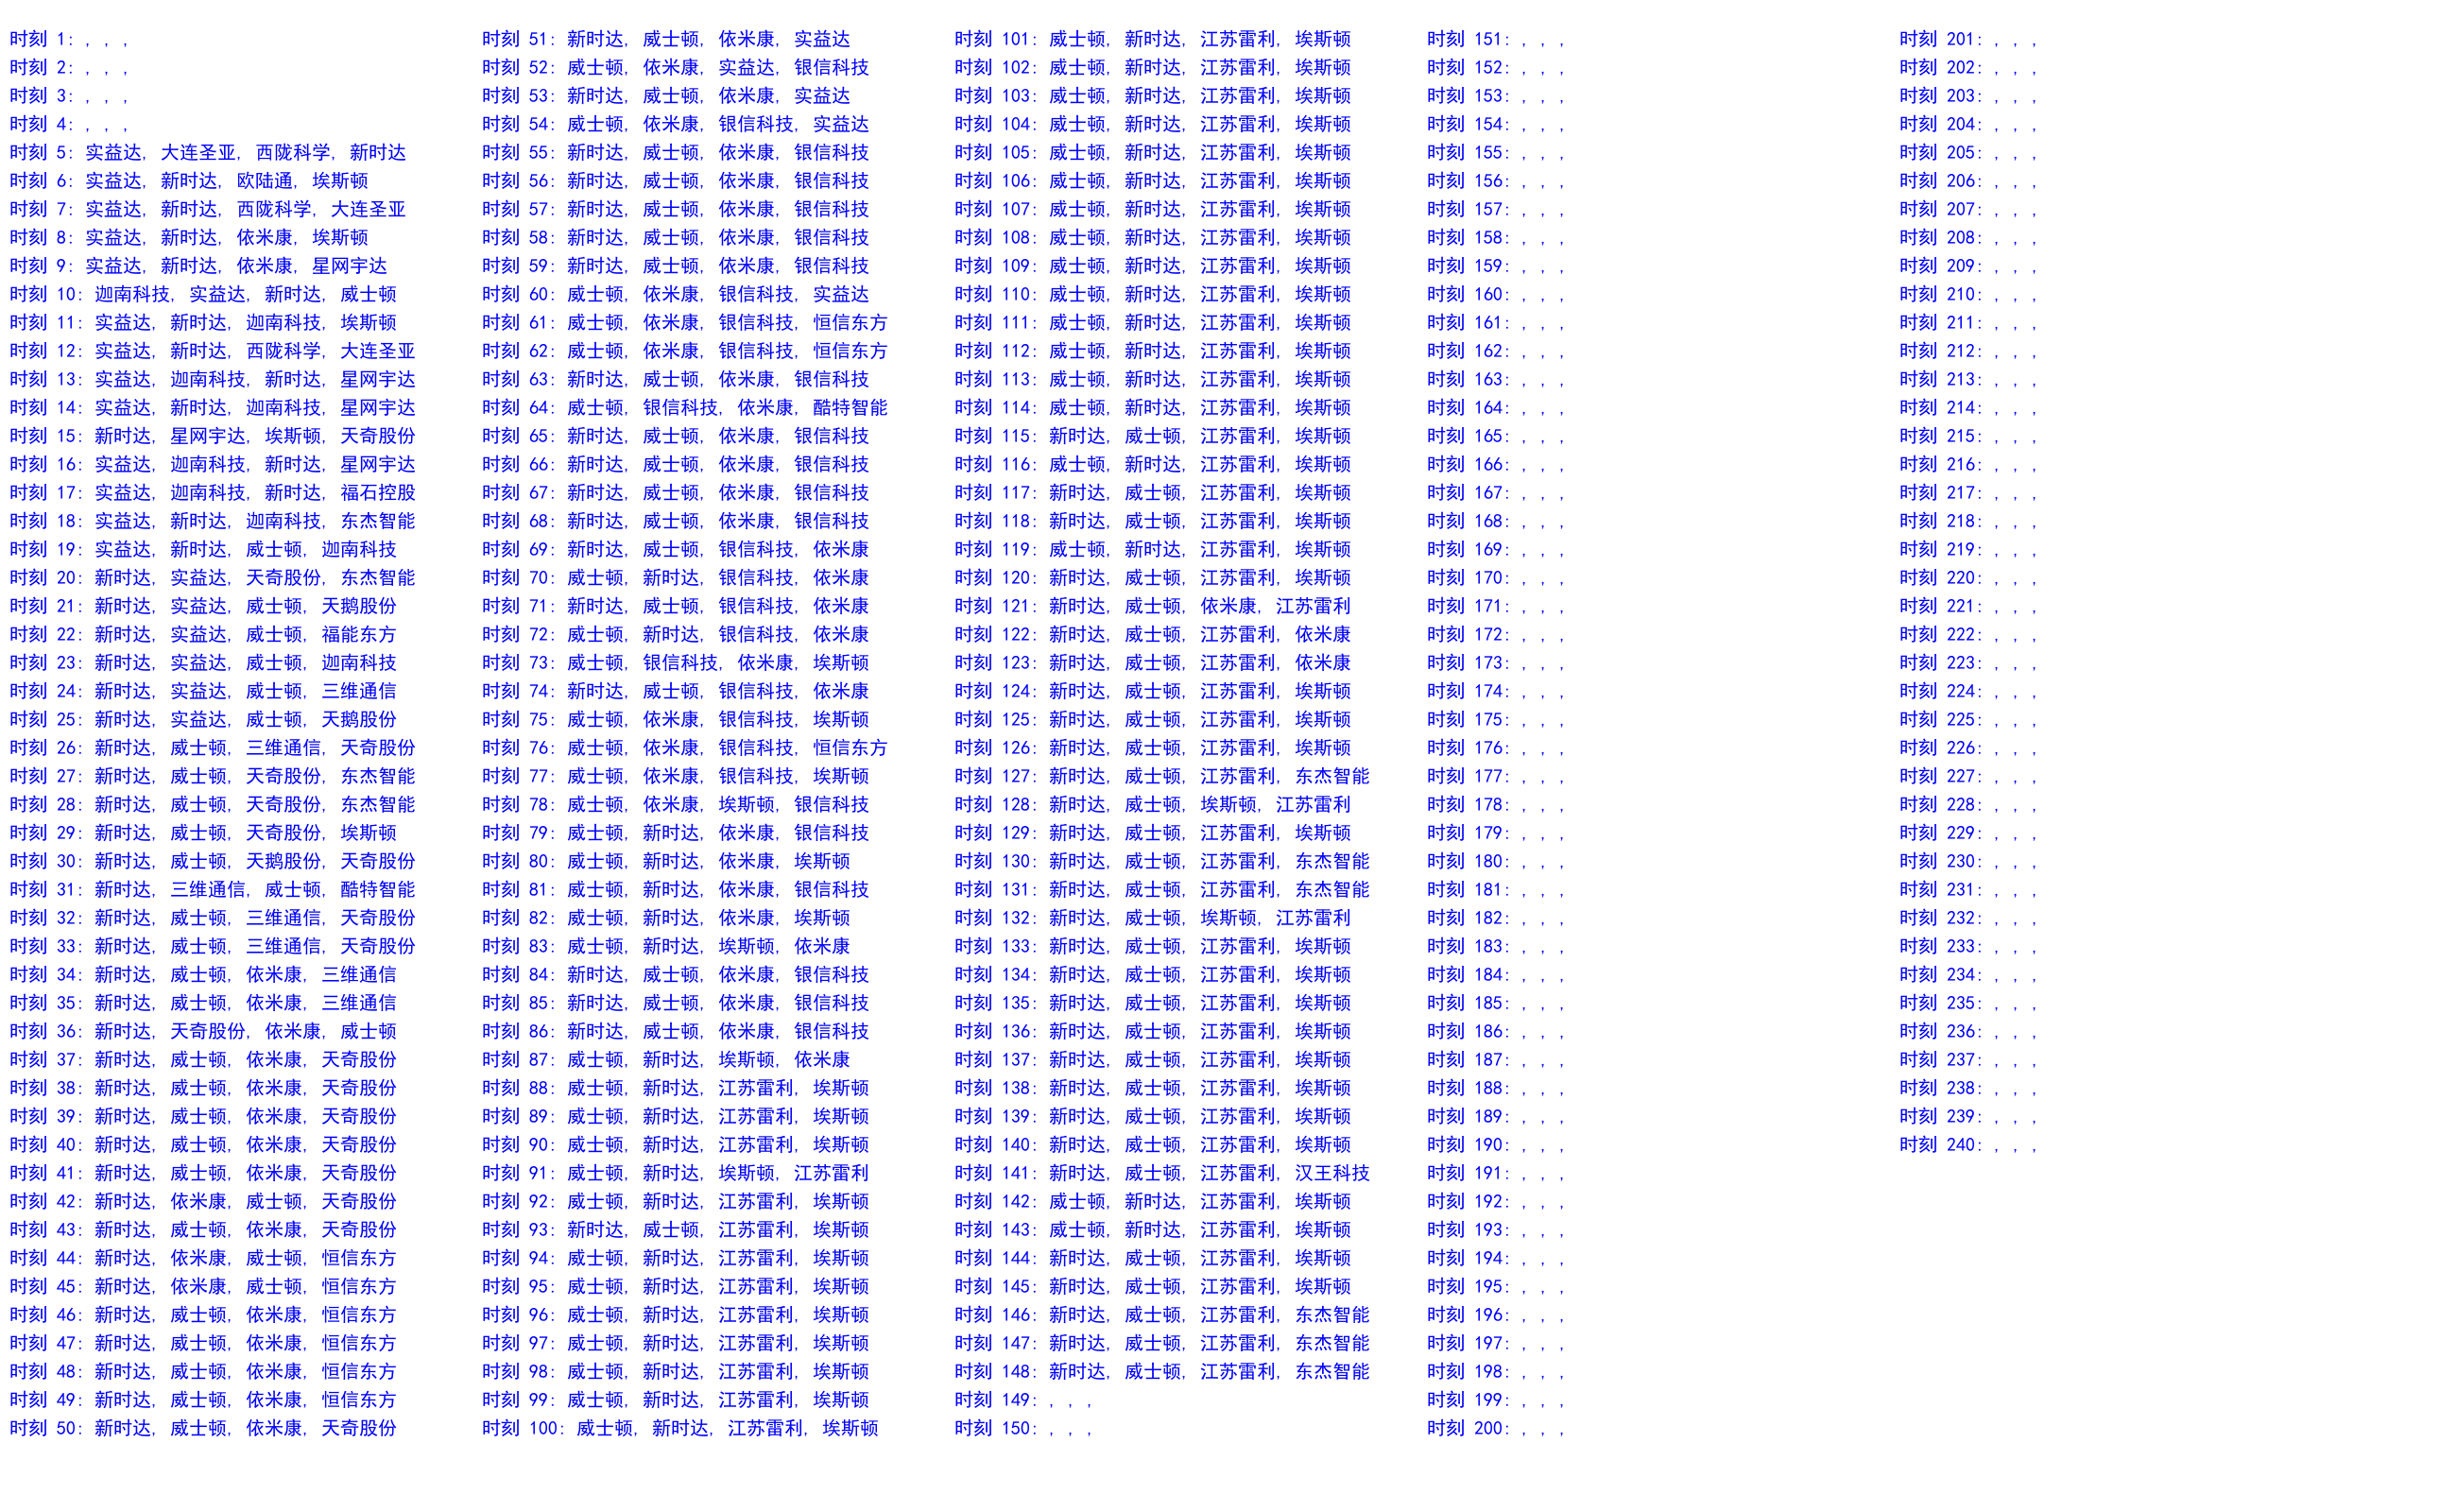 时刻 1: , , ,
时刻 2: , , ,
时刻 3: , , ,
时刻 4: , , ,
时刻 5: 实益达, 大连圣亚, 西陇科学, 新时达
时刻 6: 实益达, 新时达, 欧陆通, 埃斯顿
时刻 7: 实益达, 新时达, 西陇科学, 大连圣亚
时刻 8: 实益达, 新时达, 依米康, 埃斯顿
时刻 9: 实益达, 新时达, 依米康, 星网宇达
时刻 10: 迦南科技, 实益达, 新时达, 威士顿
时刻 11: 实益达, 新时达, 迦南科技, 埃斯顿
时刻 12: 实益达, 新时达, 西陇科学, 大连圣亚
时刻 13: 实益达, 迦南科技, 新时达, 星网宇达
时刻 14: 实益达, 新时达, 迦南科技, 星网宇达
时刻 15: 新时达, 星网宇达, 埃斯顿, 天奇股份
时刻 16: 实益达, 迦南科技, 新时达, 星网宇达
时刻 17: 实益达, 迦南科技, 新时达, 福石控股
时刻 18: 实益达, 新时达, 迦南科技, 东杰智能
时刻 19: 实益达, 新时达, 威士顿, 迦南科技
时刻 20: 新时达, 实益达, 天奇股份, 东杰智能
时刻 21: 新时达, 实益达, 威士顿, 天鹅股份
时刻 22: 新时达, 实益达, 威士顿, 福能东方
时刻 23: 新时达, 实益达, 威士顿, 迦南科技
时刻 24: 新时达, 实益达, 威士顿, 三维通信
时刻 25: 新时达, 实益达, 威士顿, 天鹅股份
时刻 26: 新时达, 威士顿, 三维通信, 天奇股份
时刻 27: 新时达, 威士顿, 天奇股份, 东杰智能
时刻 28: 新时达, 威士顿, 天奇股份, 东杰智能
时刻 29: 新时达, 威士顿, 天奇股份, 埃斯顿
时刻 30: 新时达, 威士顿, 天鹅股份, 天奇股份
时刻 31: 新时达, 三维通信, 威士顿, 酷特智能
时刻 32: 新时达, 威士顿, 三维通信, 天奇股份
时刻 33: 新时达, 威士顿, 三维通信, 天奇股份
时刻 34: 新时达, 威士顿, 依米康, 三维通信
时刻 35: 新时达, 威士顿, 依米康, 三维通信
时刻 36: 新时达, 天奇股份, 依米康, 威士顿
时刻 37: 新时达, 威士顿, 依米康, 天奇股份
时刻 38: 新时达, 威士顿, 依米康, 天奇股份
时刻 39: 新时达, 威士顿, 依米康, 天奇股份
时刻 40: 新时达, 威士顿, 依米康, 天奇股份
时刻 41: 新时达, 威士顿, 依米康, 天奇股份
时刻 42: 新时达, 依米康, 威士顿, 天奇股份
时刻 43: 新时达, 威士顿, 依米康, 天奇股份
时刻 44: 新时达, 依米康, 威士顿, 恒信东方
时刻 45: 新时达, 依米康, 威士顿, 恒信东方
时刻 46: 新时达, 威士顿, 依米康, 恒信东方
时刻 47: 新时达, 威士顿, 依米康, 恒信东方
时刻 48: 新时达, 威士顿, 依米康, 恒信东方
时刻 49: 新时达, 威士顿, 依米康, 恒信东方
时刻 50: 新时达, 威士顿, 依米康, 天奇股份
时刻 51: 新时达, 威士顿, 依米康, 实益达
时刻 52: 威士顿, 依米康, 实益达, 银信科技
时刻 53: 新时达, 威士顿, 依米康, 实益达
时刻 54: 威士顿, 依米康, 银信科技, 实益达
时刻 55: 新时达, 威士顿, 依米康, 银信科技
时刻 56: 新时达, 威士顿, 依米康, 银信科技
时刻 57: 新时达, 威士顿, 依米康, 银信科技
时刻 58: 新时达, 威士顿, 依米康, 银信科技
时刻 59: 新时达, 威士顿, 依米康, 银信科技
时刻 60: 威士顿, 依米康, 银信科技, 实益达
时刻 61: 威士顿, 依米康, 银信科技, 恒信东方
时刻 62: 威士顿, 依米康, 银信科技, 恒信东方
时刻 63: 新时达, 威士顿, 依米康, 银信科技
时刻 64: 威士顿, 银信科技, 依米康, 酷特智能
时刻 65: 新时达, 威士顿, 依米康, 银信科技
时刻 66: 新时达, 威士顿, 依米康, 银信科技
时刻 67: 新时达, 威士顿, 依米康, 银信科技
时刻 68: 新时达, 威士顿, 依米康, 银信科技
时刻 69: 新时达, 威士顿, 银信科技, 依米康
时刻 70: 威士顿, 新时达, 银信科技, 依米康
时刻 71: 新时达, 威士顿, 银信科技, 依米康
时刻 72: 威士顿, 新时达, 银信科技, 依米康
时刻 73: 威士顿, 银信科技, 依米康, 埃斯顿
时刻 74: 新时达, 威士顿, 银信科技, 依米康
时刻 75: 威士顿, 依米康, 银信科技, 埃斯顿
时刻 76: 威士顿, 依米康, 银信科技, 恒信东方
时刻 77: 威士顿, 依米康, 银信科技, 埃斯顿
时刻 78: 威士顿, 依米康, 埃斯顿, 银信科技
时刻 79: 威士顿, 新时达, 依米康, 银信科技
时刻 80: 威士顿, 新时达, 依米康, 埃斯顿
时刻 81: 威士顿, 新时达, 依米康, 银信科技
时刻 82: 威士顿, 新时达, 依米康, 埃斯顿
时刻 83: 威士顿, 新时达, 埃斯顿, 依米康
时刻 84: 新时达, 威士顿, 依米康, 银信科技
时刻 85: 新时达, 威士顿, 依米康, 银信科技
时刻 86: 新时达, 威士顿, 依米康, 银信科技
时刻 87: 威士顿, 新时达, 埃斯顿, 依米康
时刻 88: 威士顿, 新时达, 江苏雷利, 埃斯顿
时刻 89: 威士顿, 新时达, 江苏雷利, 埃斯顿
时刻 90: 威士顿, 新时达, 江苏雷利, 埃斯顿
时刻 91: 威士顿, 新时达, 埃斯顿, 江苏雷利
时刻 92: 威士顿, 新时达, 江苏雷利, 埃斯顿
时刻 93: 新时达, 威士顿, 江苏雷利, 埃斯顿
时刻 94: 威士顿, 新时达, 江苏雷利, 埃斯顿
时刻 95: 威士顿, 新时达, 江苏雷利, 埃斯顿
时刻 96: 威士顿, 新时达, 江苏雷利, 埃斯顿
时刻 97: 威士顿, 新时达, 江苏雷利, 埃斯顿
时刻 98: 威士顿, 新时达, 江苏雷利, 埃斯顿
时刻 99: 威士顿, 新时达, 江苏雷利, 埃斯顿
时刻 100: 威士顿, 新时达, 江苏雷利, 埃斯顿
时刻 101: 威士顿, 新时达, 江苏雷利, 埃斯顿
时刻 102: 威士顿, 新时达, 江苏雷利, 埃斯顿
时刻 103: 威士顿, 新时达, 江苏雷利, 埃斯顿
时刻 104: 威士顿, 新时达, 江苏雷利, 埃斯顿
时刻 105: 威士顿, 新时达, 江苏雷利, 埃斯顿
时刻 106: 威士顿, 新时达, 江苏雷利, 埃斯顿
时刻 107: 威士顿, 新时达, 江苏雷利, 埃斯顿
时刻 108: 威士顿, 新时达, 江苏雷利, 埃斯顿
时刻 109: 威士顿, 新时达, 江苏雷利, 埃斯顿
时刻 110: 威士顿, 新时达, 江苏雷利, 埃斯顿
时刻 111: 威士顿, 新时达, 江苏雷利, 埃斯顿
时刻 112: 威士顿, 新时达, 江苏雷利, 埃斯顿
时刻 113: 威士顿, 新时达, 江苏雷利, 埃斯顿
时刻 114: 威士顿, 新时达, 江苏雷利, 埃斯顿
时刻 115: 新时达, 威士顿, 江苏雷利, 埃斯顿
时刻 116: 威士顿, 新时达, 江苏雷利, 埃斯顿
时刻 117: 新时达, 威士顿, 江苏雷利, 埃斯顿
时刻 118: 新时达, 威士顿, 江苏雷利, 埃斯顿
时刻 119: 威士顿, 新时达, 江苏雷利, 埃斯顿
时刻 120: 新时达, 威士顿, 江苏雷利, 埃斯顿
时刻 121: 新时达, 威士顿, 依米康, 江苏雷利
时刻 122: 新时达, 威士顿, 江苏雷利, 依米康
时刻 123: 新时达, 威士顿, 江苏雷利, 依米康
时刻 124: 新时达, 威士顿, 江苏雷利, 埃斯顿
时刻 125: 新时达, 威士顿, 江苏雷利, 埃斯顿
时刻 126: 新时达, 威士顿, 江苏雷利, 埃斯顿
时刻 127: 新时达, 威士顿, 江苏雷利, 东杰智能
时刻 128: 新时达, 威士顿, 埃斯顿, 江苏雷利
时刻 129: 新时达, 威士顿, 江苏雷利, 埃斯顿
时刻 130: 新时达, 威士顿, 江苏雷利, 东杰智能
时刻 131: 新时达, 威士顿, 江苏雷利, 东杰智能
时刻 132: 新时达, 威士顿, 埃斯顿, 江苏雷利
时刻 133: 新时达, 威士顿, 江苏雷利, 埃斯顿
时刻 134: 新时达, 威士顿, 江苏雷利, 埃斯顿
时刻 135: 新时达, 威士顿, 江苏雷利, 埃斯顿
时刻 136: 新时达, 威士顿, 江苏雷利, 埃斯顿
时刻 137: 新时达, 威士顿, 江苏雷利, 埃斯顿
时刻 138: 新时达, 威士顿, 江苏雷利, 埃斯顿
时刻 139: 新时达, 威士顿, 江苏雷利, 埃斯顿
时刻 140: 新时达, 威士顿, 江苏雷利, 埃斯顿
时刻 141: 新时达, 威士顿, 江苏雷利, 汉王科技
时刻 142: 威士顿, 新时达, 江苏雷利, 埃斯顿
时刻 143: 威士顿, 新时达, 江苏雷利, 埃斯顿
时刻 144: 新时达, 威士顿, 江苏雷利, 埃斯顿
时刻 145: 新时达, 威士顿, 江苏雷利, 埃斯顿
时刻 146: 新时达, 威士顿, 江苏雷利, 东杰智能
时刻 147: 新时达, 威士顿, 江苏雷利, 东杰智能
时刻 148: 新时达, 威士顿, 江苏雷利, 东杰智能
时刻 149: , , ,
时刻 150: , , ,
时刻 151: , , ,
时刻 152: , , ,
时刻 153: , , ,
时刻 154: , , ,
时刻 155: , , ,
时刻 156: , , ,
时刻 157: , , ,
时刻 158: , , ,
时刻 159: , , ,
时刻 160: , , ,
时刻 161: , , ,
时刻 162: , , ,
时刻 163: , , ,
时刻 164: , , ,
时刻 165: , , ,
时刻 166: , , ,
时刻 167: , , ,
时刻 168: , , ,
时刻 169: , , ,
时刻 170: , , ,
时刻 171: , , ,
时刻 172: , , ,
时刻 173: , , ,
时刻 174: , , ,
时刻 175: , , ,
时刻 176: , , ,
时刻 177: , , ,
时刻 178: , , ,
时刻 179: , , ,
时刻 180: , , ,
时刻 181: , , ,
时刻 182: , , ,
时刻 183: , , ,
时刻 184: , , ,
时刻 185: , , ,
时刻 186: , , ,
时刻 187: , , ,
时刻 188: , , ,
时刻 189: , , ,
时刻 190: , , ,
时刻 191: , , ,
时刻 192: , , ,
时刻 193: , , ,
时刻 194: , , ,
时刻 195: , , ,
时刻 196: , , ,
时刻 197: , , ,
时刻 198: , , ,
时刻 199: , , ,
时刻 200: , , ,
时刻 201: , , ,
时刻 202: , , ,
时刻 203: , , ,
时刻 204: , , ,
时刻 205: , , ,
时刻 206: , , ,
时刻 207: , , ,
时刻 208: , , ,
时刻 209: , , ,
时刻 210: , , ,
时刻 211: , , ,
时刻 212: , , ,
时刻 213: , , ,
时刻 214: , , ,
时刻 215: , , ,
时刻 216: , , ,
时刻 217: , , ,
时刻 218: , , ,
时刻 219: , , ,
时刻 220: , , ,
时刻 221: , , ,
时刻 222: , , ,
时刻 223: , , ,
时刻 224: , , ,
时刻 225: , , ,
时刻 226: , , ,
时刻 227: , , ,
时刻 228: , , ,
时刻 229: , , ,
时刻 230: , , ,
时刻 231: , , ,
时刻 232: , , ,
时刻 233: , , ,
时刻 234: , , ,
时刻 235: , , ,
时刻 236: , , ,
时刻 237: , , ,
时刻 238: , , ,
时刻 239: , , ,
时刻 240: , , ,